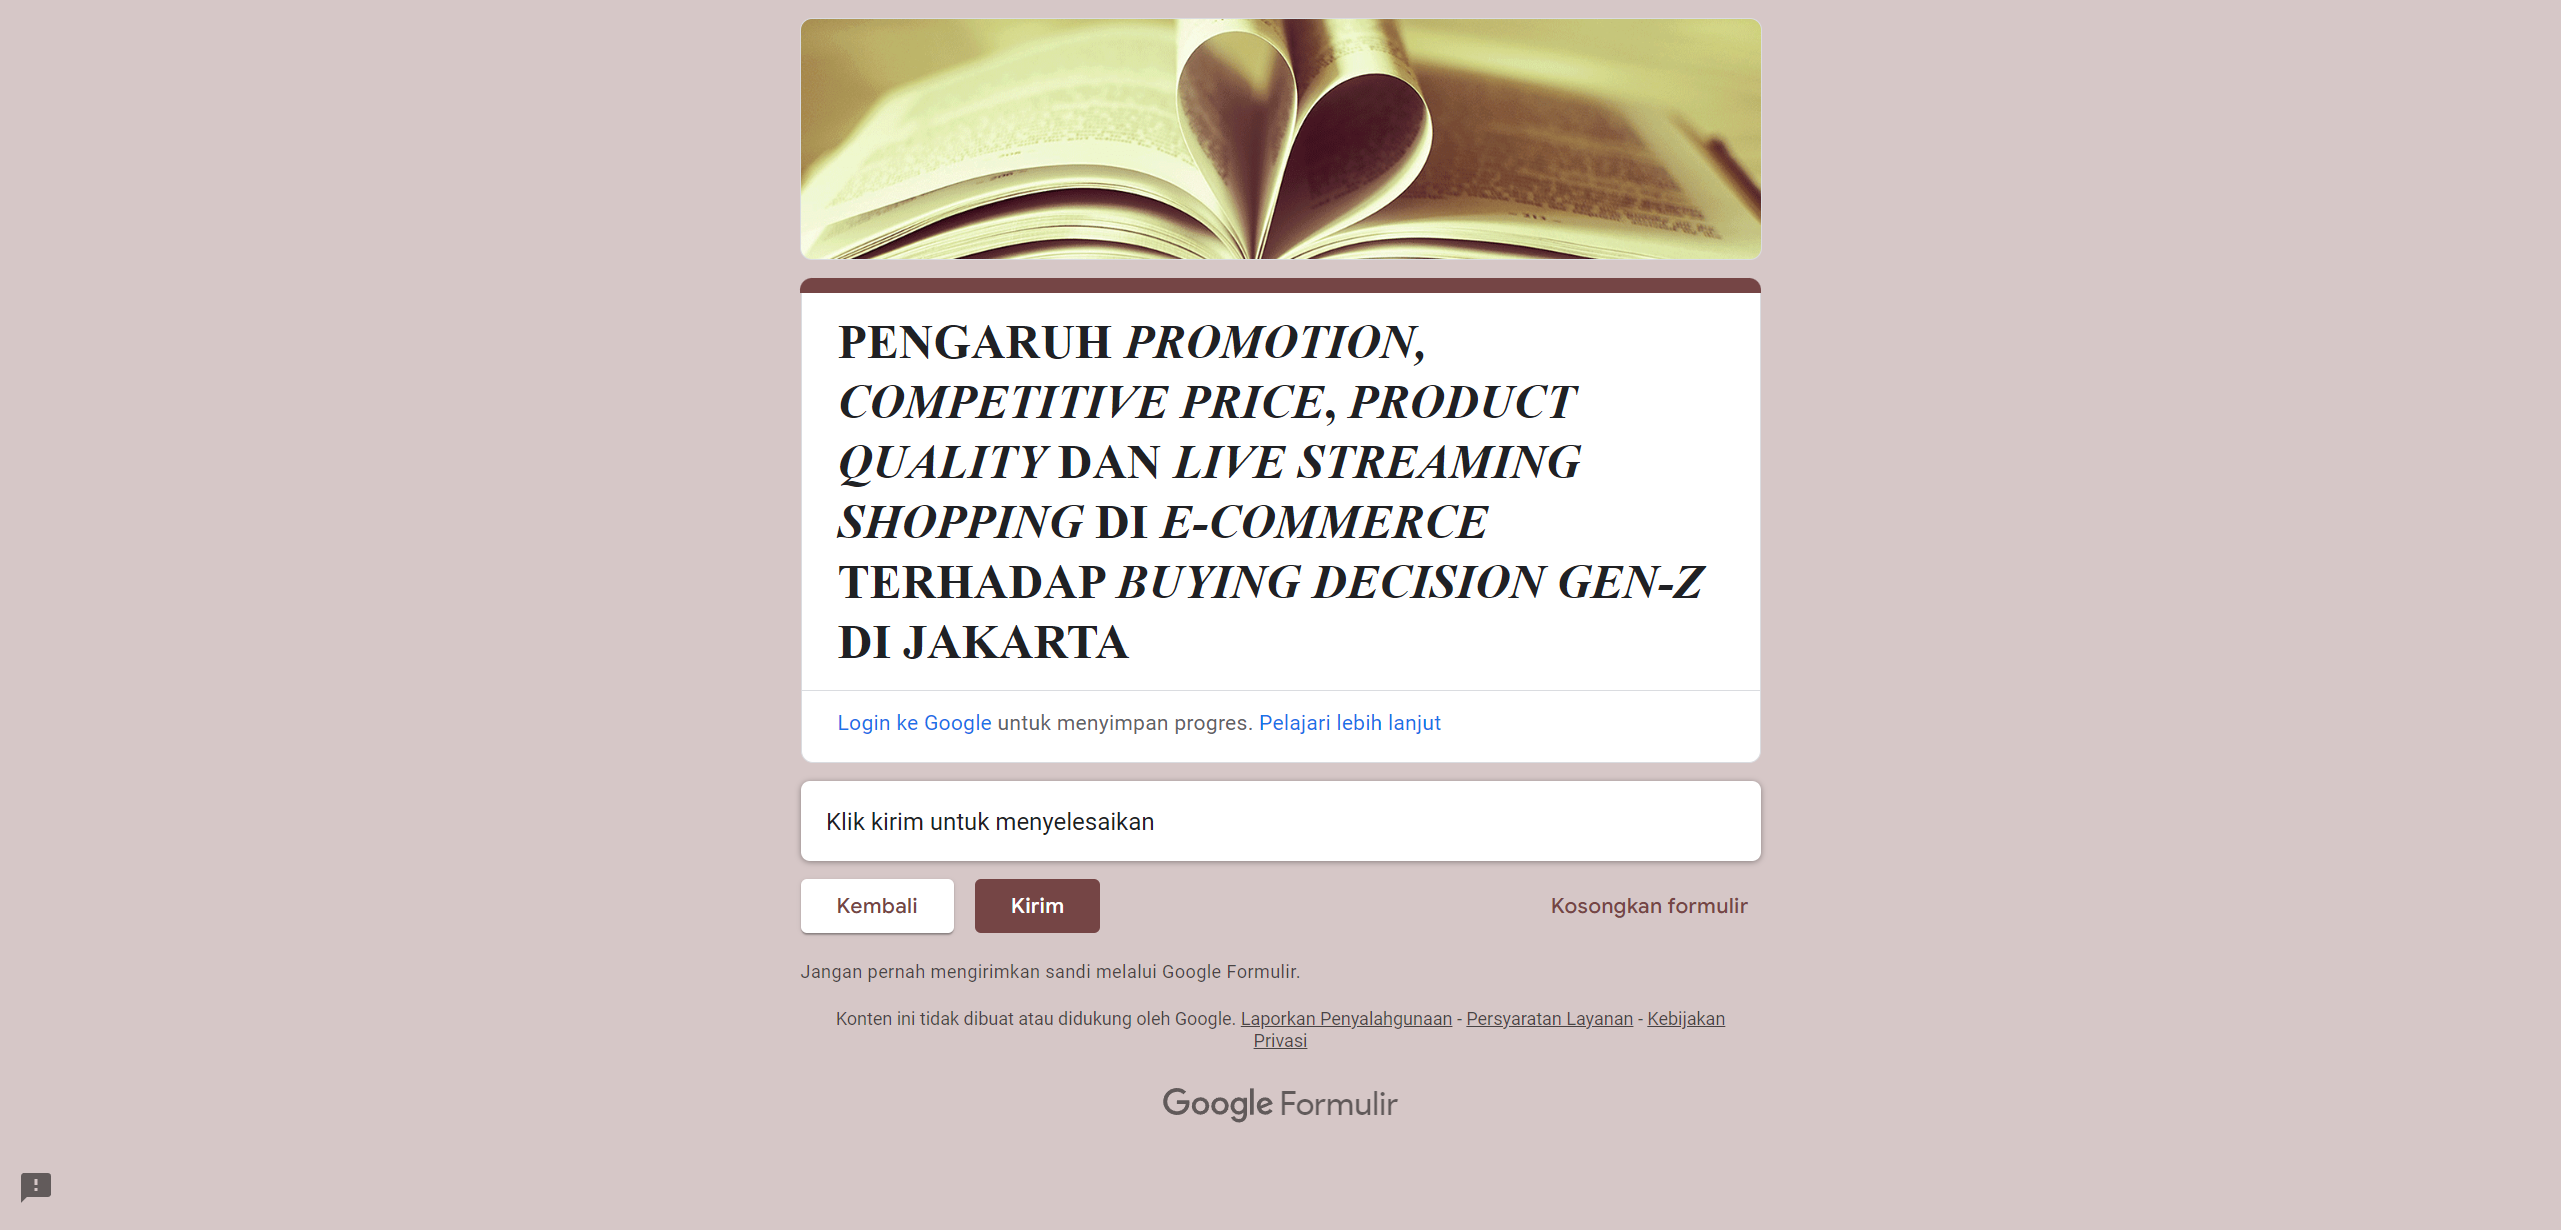 PENGARUH PROMOTION,
COMPETITIVE PRICE, PRODUCT
QUALITY DAN LIVE STREAMING
SHOPPING DI E-COMMERCE
TERHADAP BUYING DECISION GEN-Z
DI JAKARTA
Login ke Google untuk menyimpan progres. Pelajari lebih lanjut
Klik kirim untuk menyelesaikan
Kembali Kirim Kosongkan formulir
Jangan pernah mengirimkan sandi melalui Google Formulir.
Konten ini tidak dibuat atau didukung oleh Google. Laporkan Penyalahgunaan - Persyaratan Layanan - Kebijakan
Privasi
Google Formulir